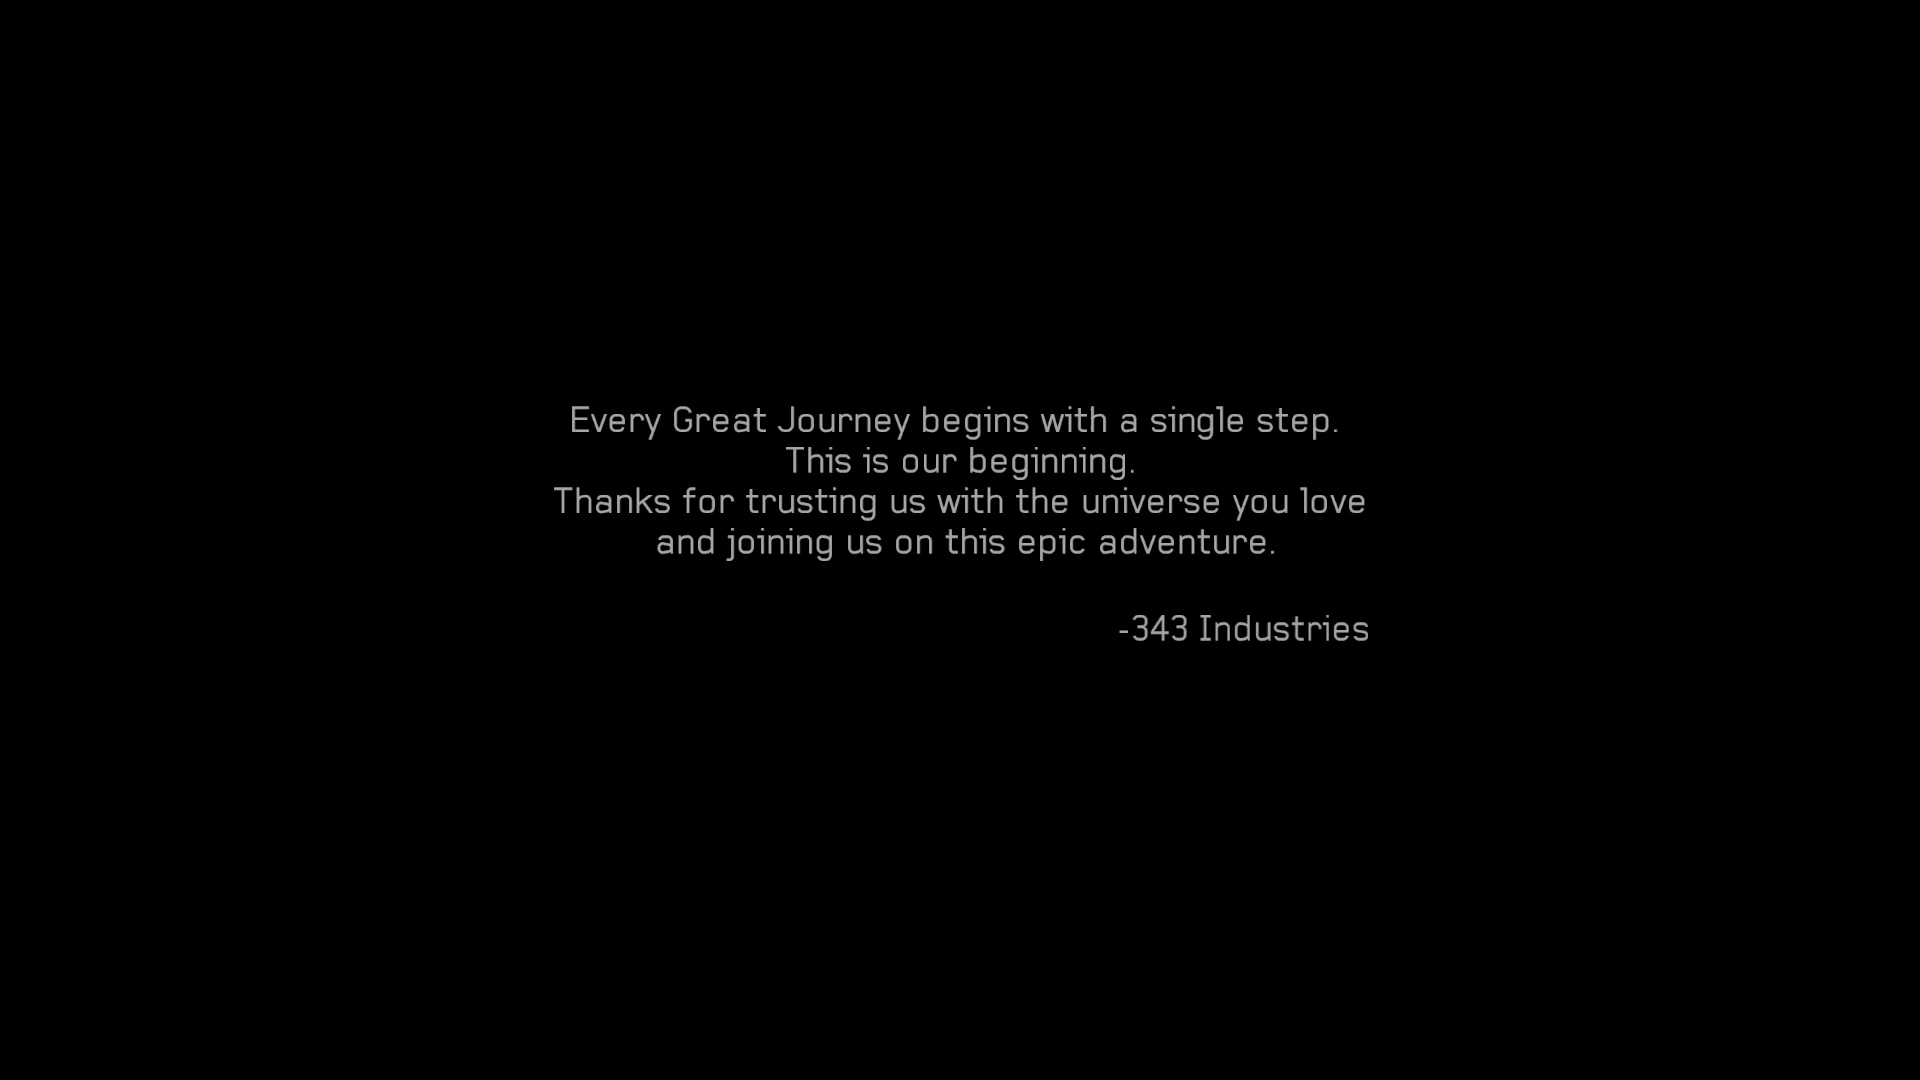 Every Great Journey begins with a single step.
This is our beginning.
Thanks for trusting us with the universe you love
and joining us on this epic adventure.
-343 Industries